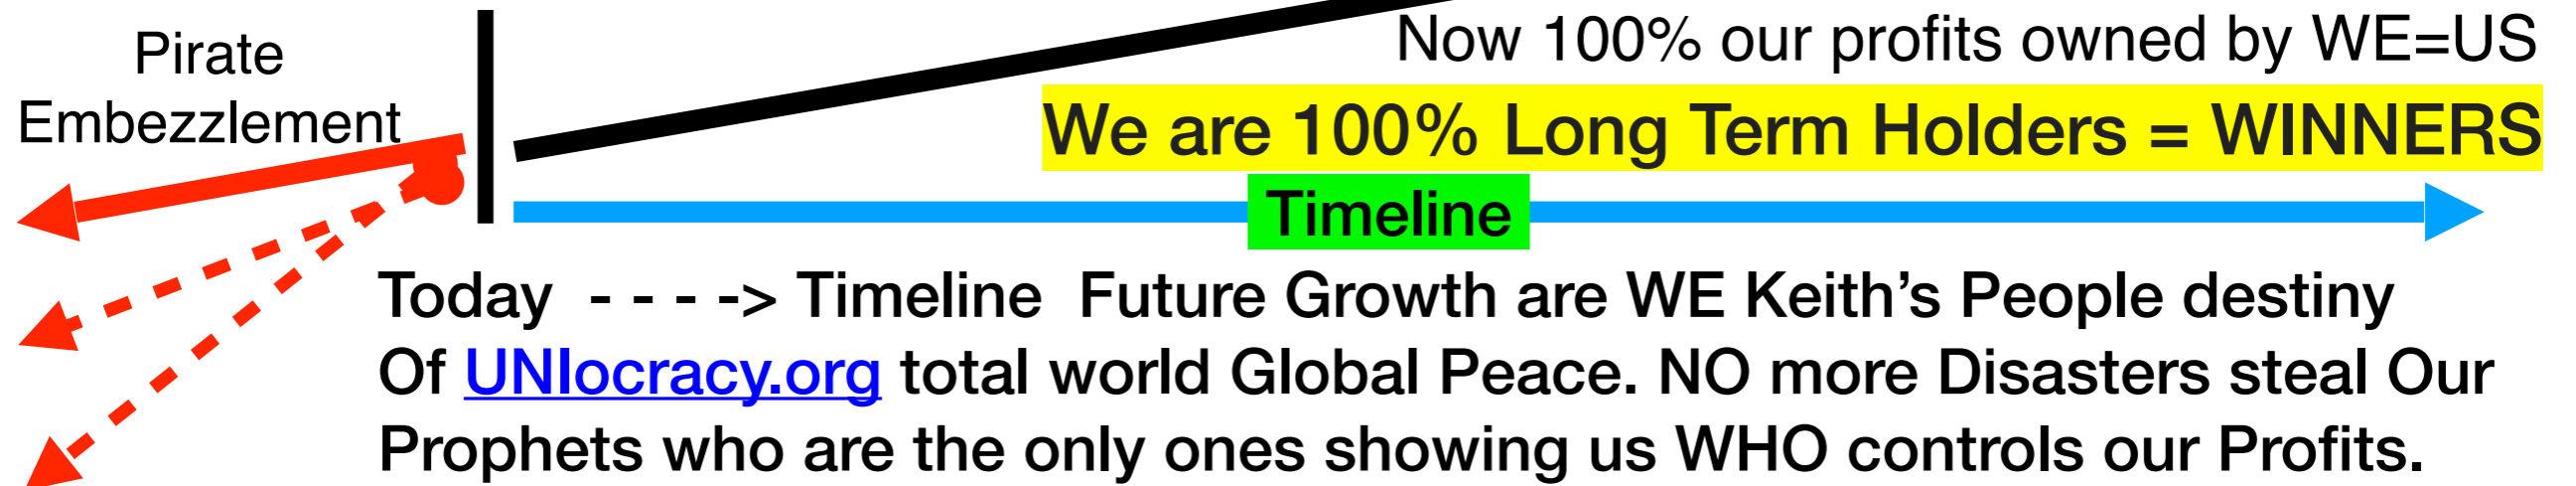 Pirate
Embezzlement
Now 100% our profits owned by WE=US
We are 100% Long Term Holders = WINNERS
Timeline
Today - - - -> Timeline Future Growth are WE Keith’s People destiny
Of UNIocracy.org total world Global Peace. NO more Disasters steal Our
Prophets who are the only ones showing us WHO controls our Profits.